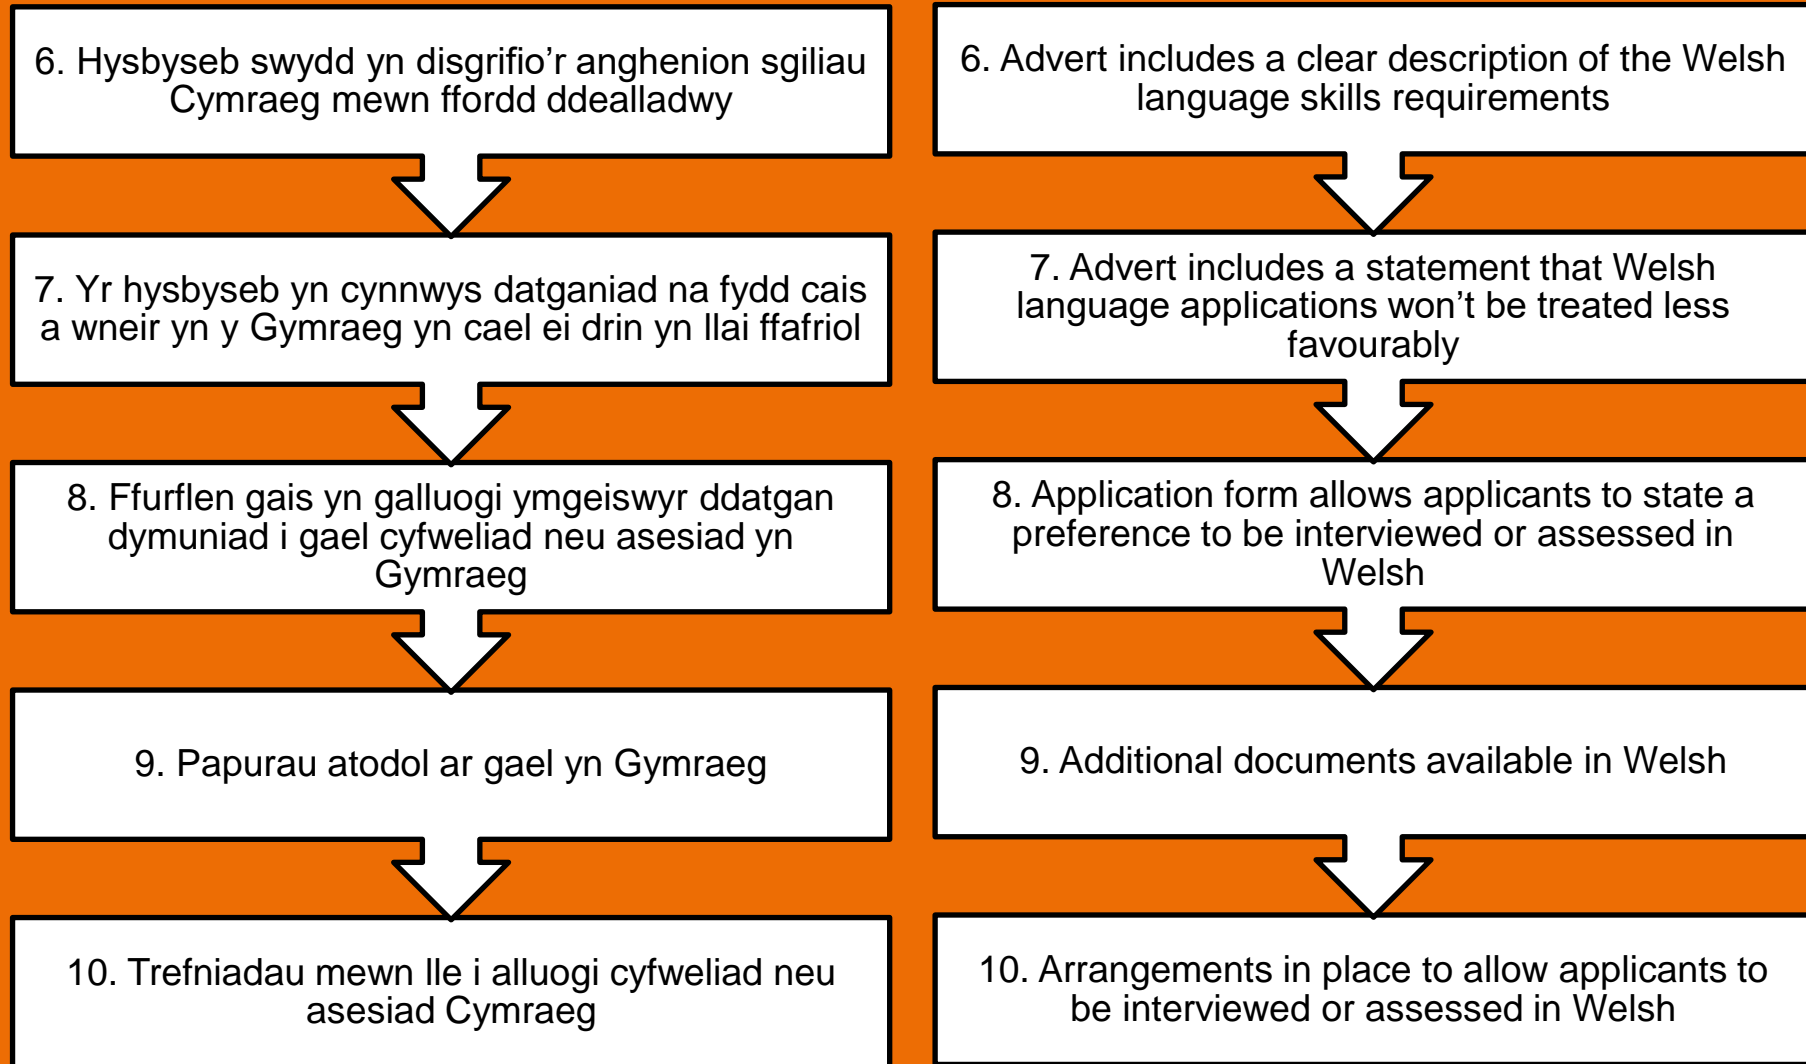 6. Hysbyseb swydd yn disgrifio’r anghenion sgiliau
Cymraeg mewn ffordd ddealladwy
7. Yr hysbyseb yn cynnwys datganiad na fydd cais
a wneir yn y Gymraeg yn cael ei drin yn llai ffafriol
8. Ffurflen gais yn galluogi ymgeiswyr ddatgan
dymuniad i gael cyfweliad neu asesiad yn
Gymraeg
9. Papurau atodol ar gael yn Gymraeg
10. Trefniadau mewn lle i alluogi cyfweliad neu
asesiad Cymraeg
6. Advert includes a clear description of the Welsh
language skills requirements
7. Advert includes a statement that Welsh
language applications won’t be treated less
favourably
8. Application form allows applicants to state a
preference to be interviewed or assessed in
Welsh
9. Additional documents available in Welsh
10. Arrangements in place to allow applicants to
be interviewed or assessed in Welsh